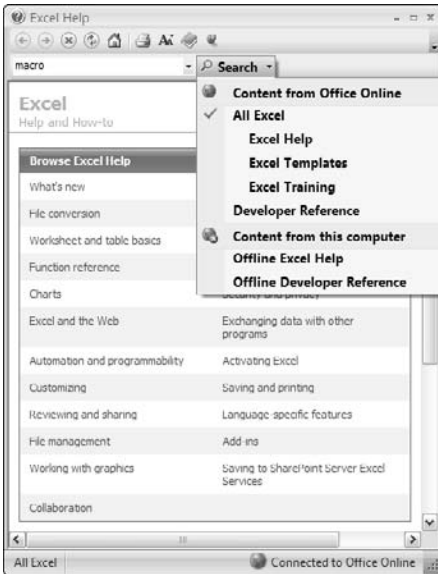 Excel Help
macro
Search
Content from Office Online
All Excel
Excel Help
Excel Templates
Excel Training
Developer Reference
Content from this computer
Offline Excel Help
Offline Developer Reference
Excel
Help and How-to
Browse Excel Help
What's new
File conversion
Worksheet and table basics
Function reference
Charts
Security and privacy
Excel and the Web
Exchanging data with other
programs
Automation and programmability
Activating Excel
Customizing
Saving and printing
Reviewing and sharing
Language-specific features
File management
Add-ins
Working with graphics
Saving to SharePoint Server Excel
Services
Collaboration
All Excel
Connected to Office Online